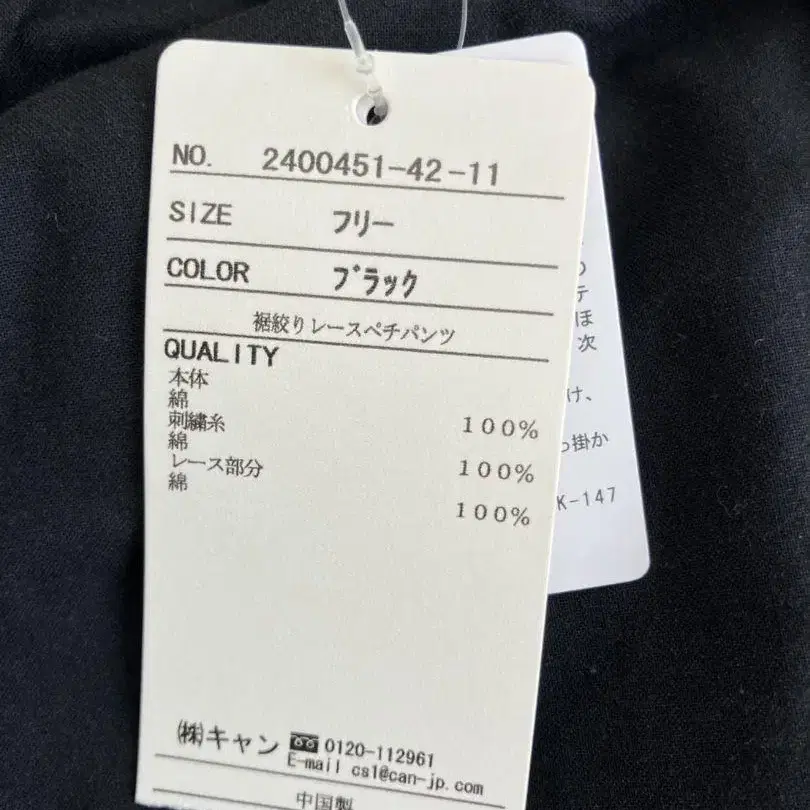 NO. 2400451-42-11
SIZE フリー
COLOR ブラック
裾絞りレースペチパンツ
QUALITY
本体
綿 100%
刺繍糸
綿 100%
レース部分
綿 100%
㈱キャン 0120-112961
E-mail cs1@can-jp.com
中国製
テ
ほ
次
け、
っ掛か
K-147